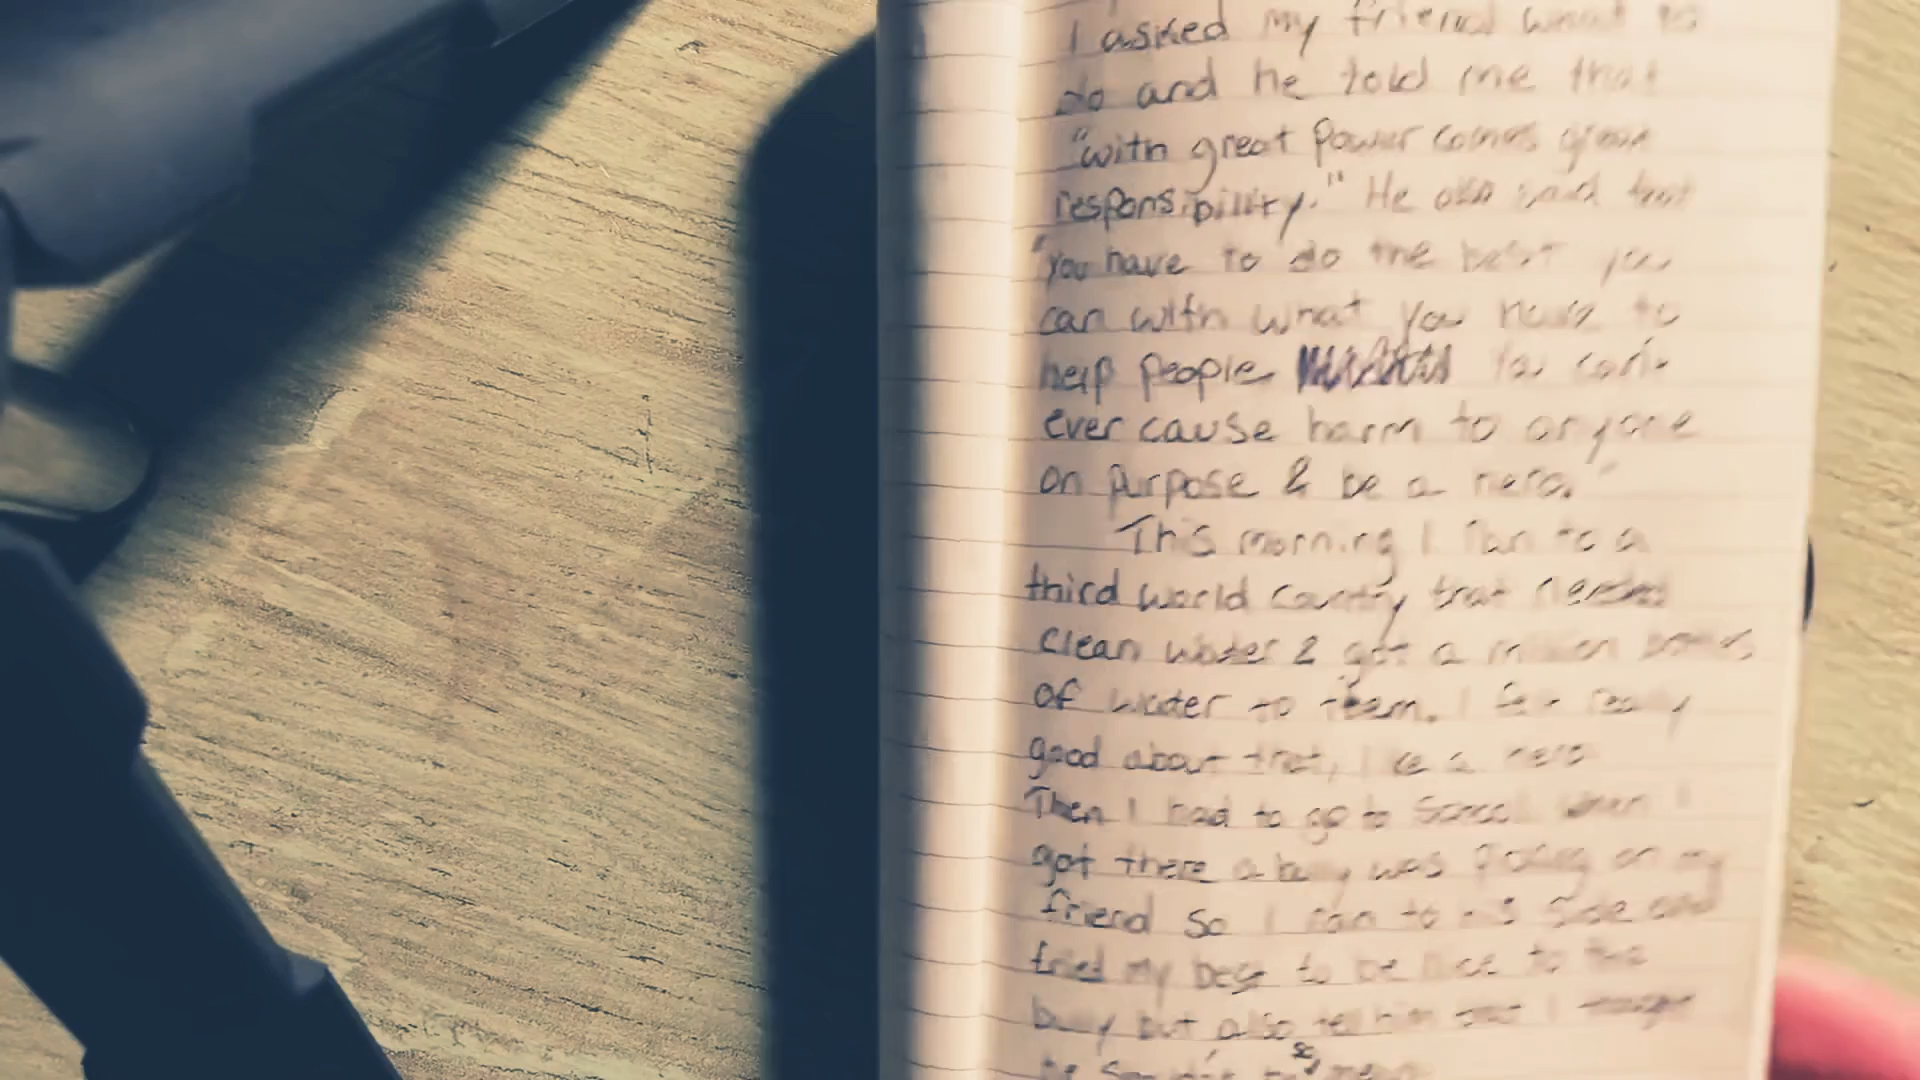 I asked my friend what to
do and he told me that
"with great power comes great
responsibility." He also said that
"You have to do the best you
can with what you have to
help people You can't
ever cause harm to anyone
on purpose & be a hero."
This morning I ran to a
third world country that needed
clean water & got a million bottles
of water to team. I felt really
good about that, like a hero
Then I had to go to School when I
got there a bully was picking on my
friend so I ran to his side and
tried my best to be nice to the
bully but also tell him that I thought
he so mean